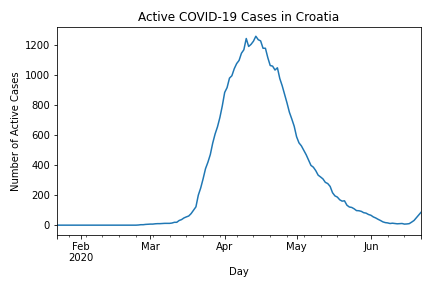 Active COVID-19 Cases in Croatia
Number of Active Cases
1200
1000
800
600
400
200
0
Feb
2020
Mar
Apr
May
Jun
Day